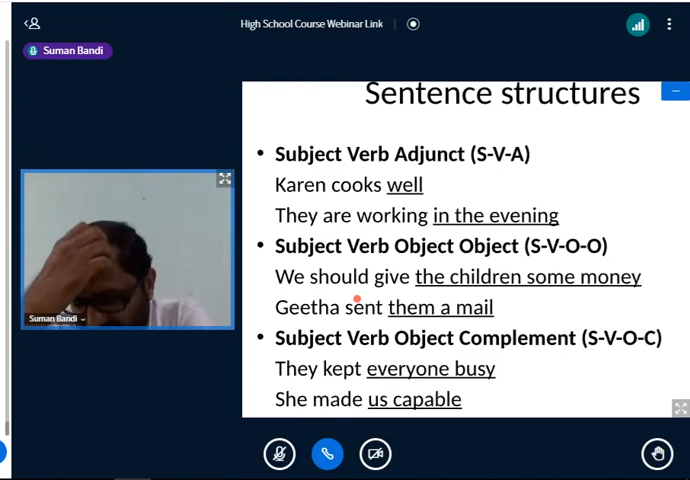 High School Course Webinar Link
Suman Bandi
Sentence structures
• Subject Verb Adjunct (S-V-A)
Karen cooks well
They are working in the evening
• Subject Verb Object Object (S-V-O-O)
We should give the children some money
Geetha sent them a mail
• Subject Verb Object Complement (S-V-O-C)
They kept everyone busy
She made us capable
Suman Bandi